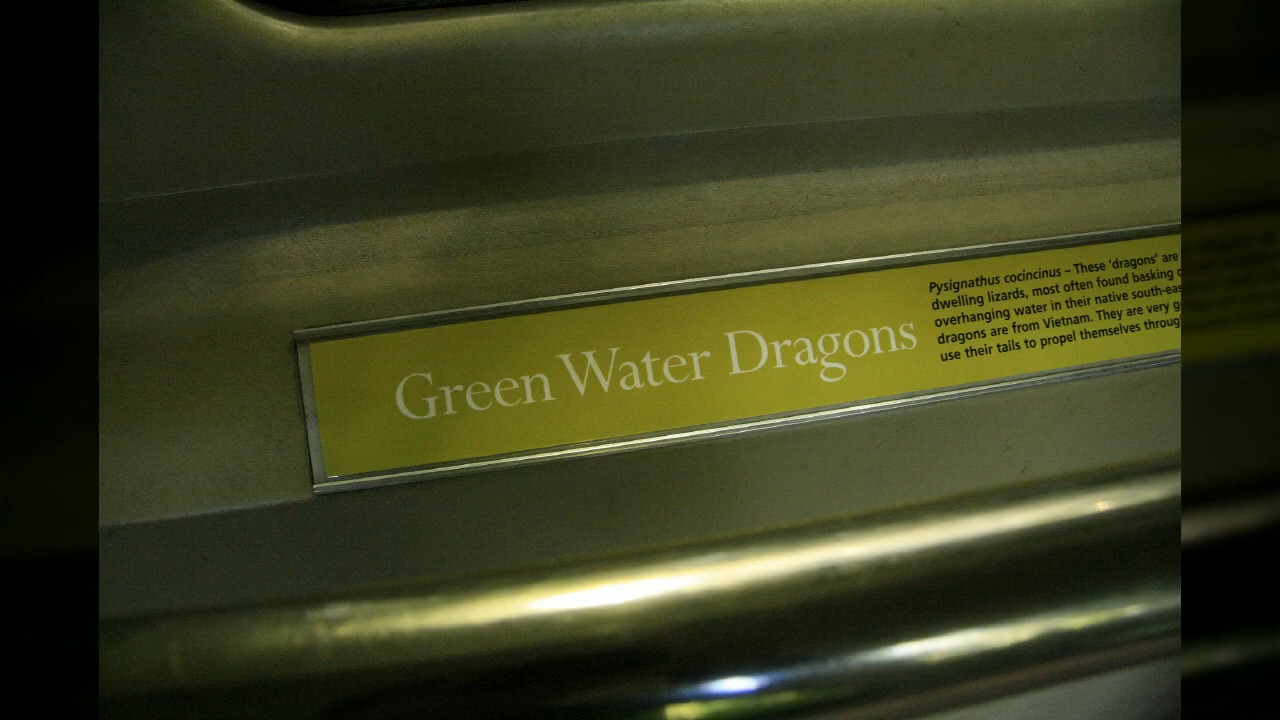 Green Water Dragons
Pysignathus cocincinus – These 'dragons' are
dwelling lizards, most often found basking
overhanging water in their native south-eas
dragons are from Vietnam. They are very g
use their tails to propel themselves throug